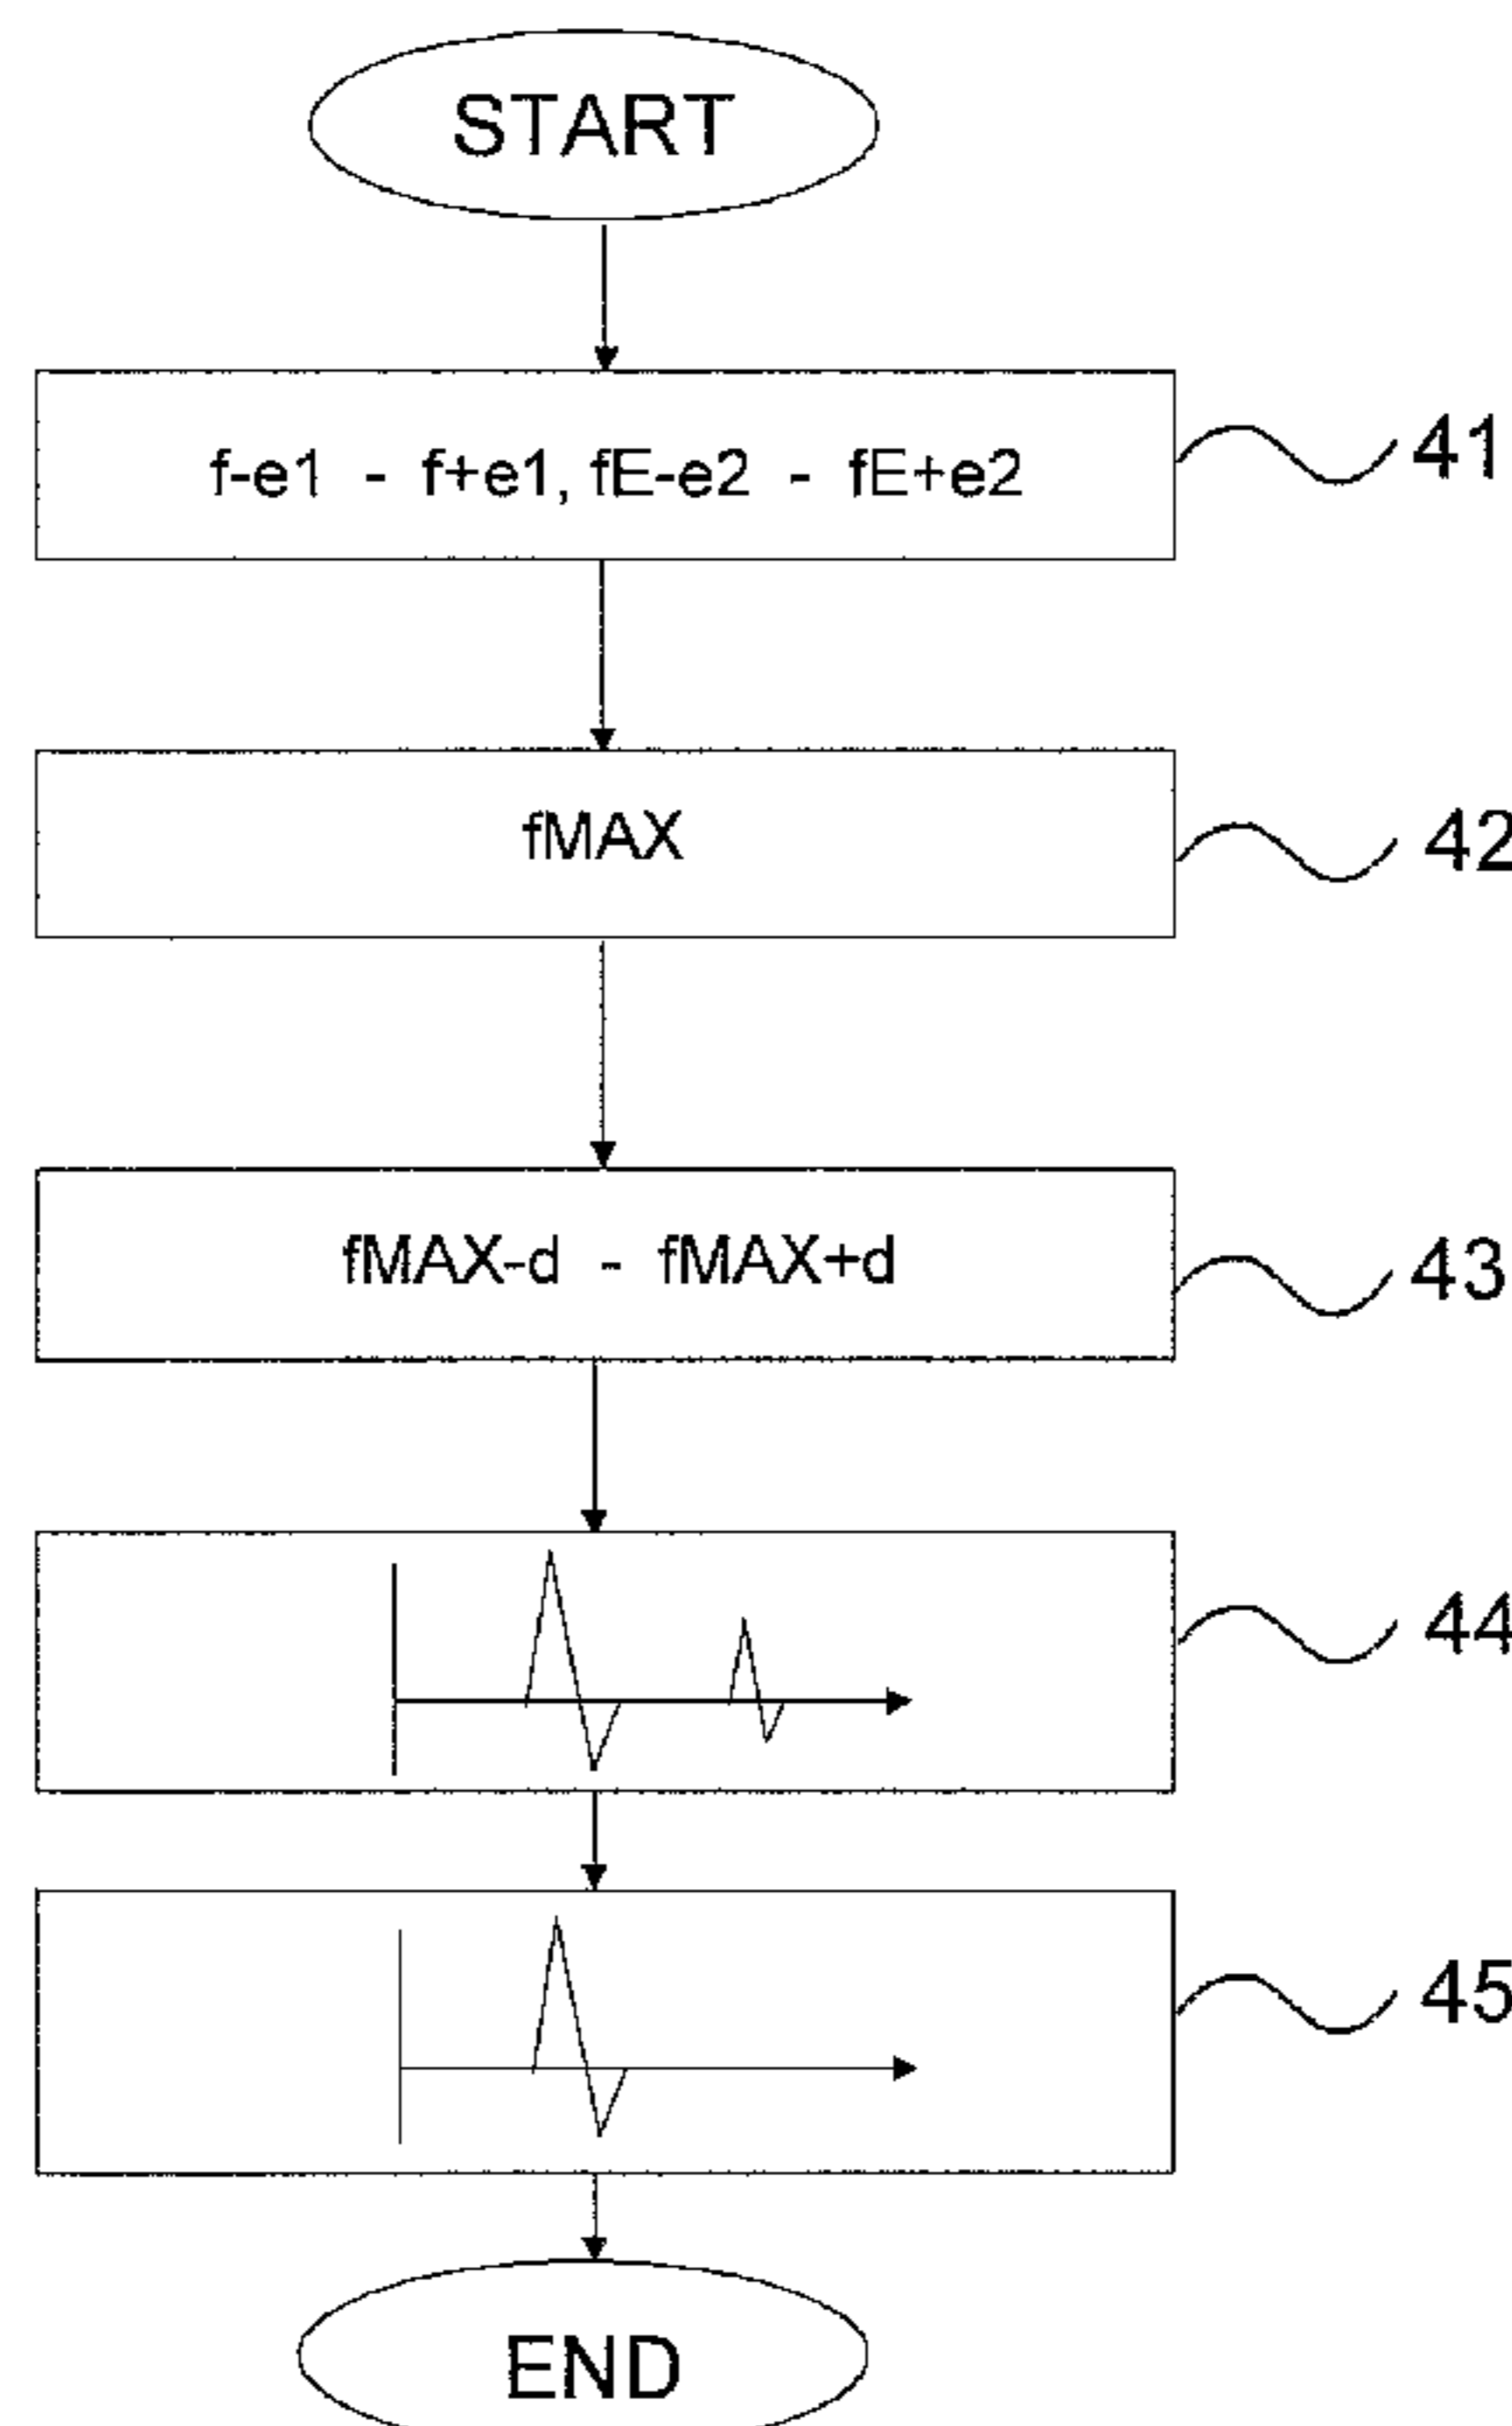 START
f-e1 - f+e1, fE-e2 - fE+e2
41
fMAX
42
fMAX-d - fMAX+d
43
44
45
END